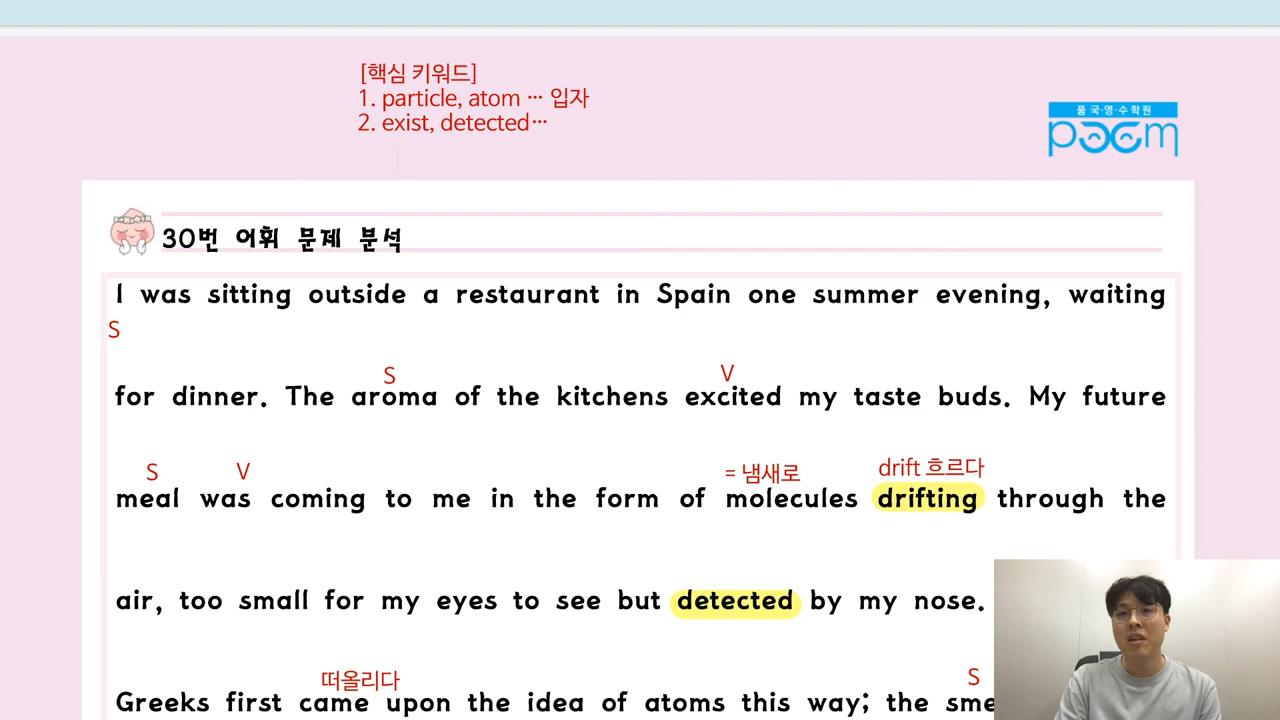 [핵심 키워드]
1. particle, atom ··· 입자
2. exist, detected···
품 국·영·수 학원
poem
30번 어휘 문제 분석
I was sitting outside a restaurant in Spain one summer evening, waiting
S
S V
for dinner. The aroma of the kitchens excited my taste buds. My future
S V = 냄새로 drift 흐르다
meal was coming to me in the form of molecules drifting through the
air, too small for my eyes to see but detected by my nose.
떠올리다 S
Greeks first came upon the idea of atoms this way; the sme